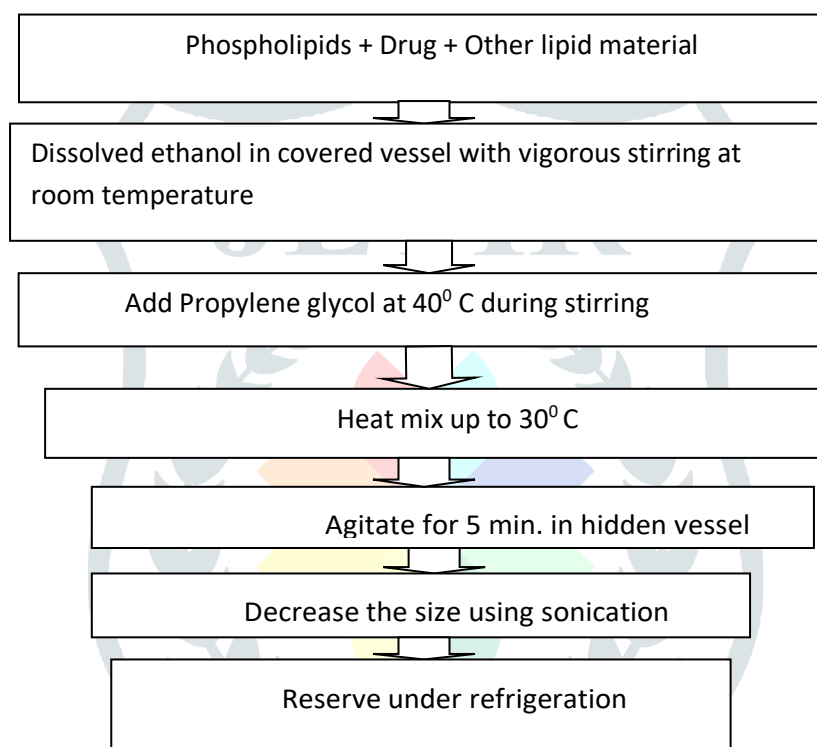 Phospholipids + Drug + Other lipid material
Dissolved ethanol in covered vessel with vigorous stirring at
room temperature
Add Propylene glycol at 40⁰ C during stirring
Heat mix up to 30⁰ C
Agitate for 5 min. in hidden vessel
Decrease the size using sonication
Reserve under refrigeration